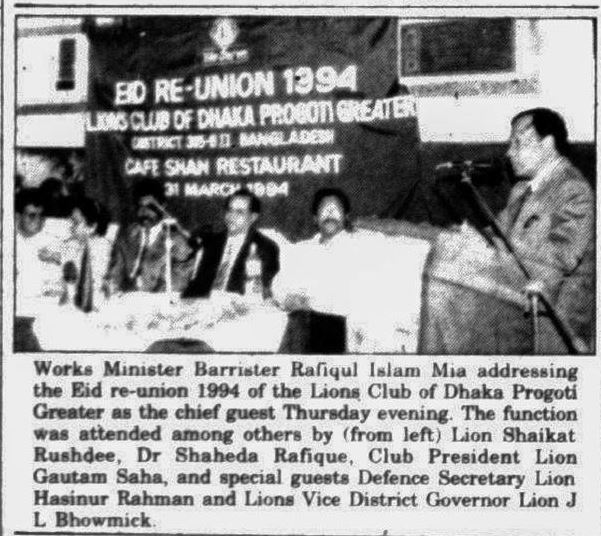 EID RE-UNION 1994
LIONS CLUB OF DHAKA PROGOTI GREATER
DISTRICT BANGLADESH
CAFE SHAN RESTAURANT
31 MARCH 1994
Works Minister Barrister Rafiqul Islam Mia addressing
the Eid re-union 1994 of the Lions Club of Dhaka Progoti
Greater as the chief guest Thursday evening. The function
was attended among others by (from left) Lion Shaikat
Rushdee, Dr Shaheda Rafique, Club President Lion
Gautam Saha, and special guests Defence Secretary Lion
Hasinur Rahman and Lions Vice District Governor Lion J
L Bhowmick.